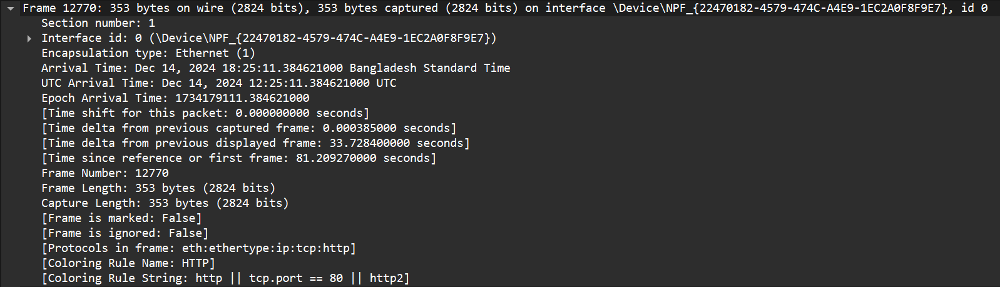 Frame 12770: 353 bytes on wire (2824 bits), 353 bytes captured (2824 bits) on interface \Device\NPF_{22470182-4579-474C-A4E9-1EC2A0F8F9E7}, id 0
Section number: 1
Interface id: 0 (\Device\NPF_{22470182-4579-474C-A4E9-1EC2A0F8F9E7})
Encapsulation type: Ethernet (1)
Arrival Time: Dec 14, 2024 18:25:11.384621000 Bangladesh Standard Time
UTC Arrival Time: Dec 14, 2024 12:25:11.384621000 UTC
Epoch Arrival Time: 1734179111.384621000
[Time shift for this packet: 0.000000000 seconds]
[Time delta from previous captured frame: 0.000385000 seconds]
[Time delta from previous displayed frame: 33.728400000 seconds]
[Time since reference or first frame: 81.209270000 seconds]
Frame Number: 12770
Frame Length: 353 bytes (2824 bits)
Capture Length: 353 bytes (2824 bits)
[Frame is marked: False]
[Frame is ignored: False]
[Protocols in frame: eth:ethertype:ip:tcp:http]
[Coloring Rule Name: HTTP]
[Coloring Rule String: http || tcp.port == 80 || http2]